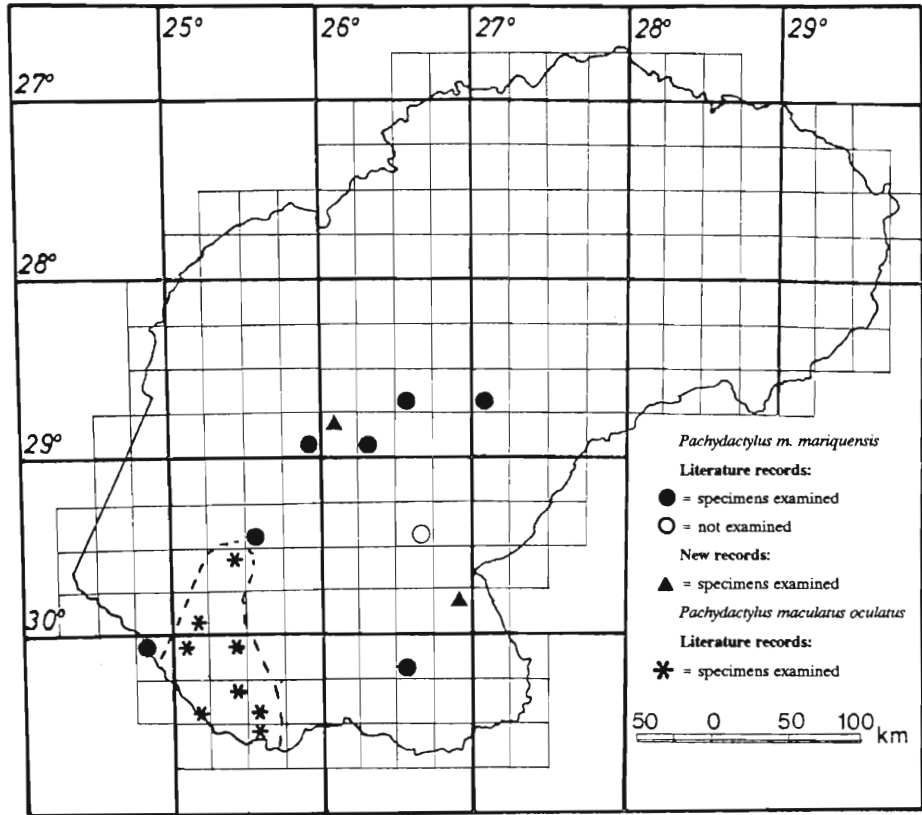 25° 26° 27° 28° 29°
27°
28°
29°
30°
Pachydactylus m. mariquensis
Literature records:
● = specimens examined
○ = not examined
New records:
▲ = specimens examined
Pachydactylus maculatus oculatus
Literature records:
* = specimens examined
50 0 50 100 km